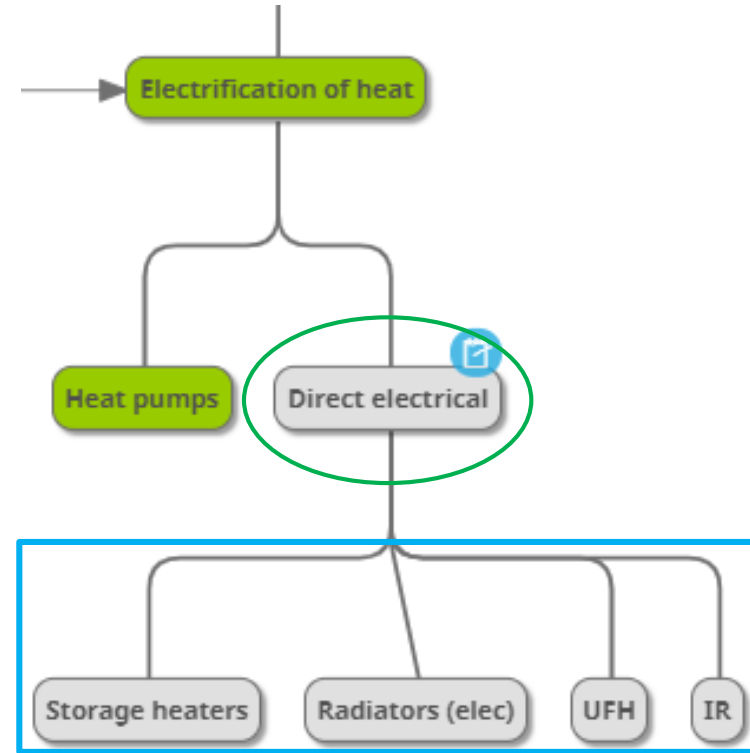 Electrification of heat
Heat pumps
Direct electrical
Storage heaters
Radiators (elec)
UFH
IR